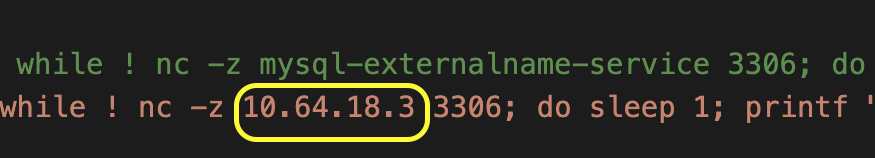 while ! nc -z mysql-externalname-service 3306; do
while ! nc -z 10.64.18.3 3306; do sleep 1; printf '